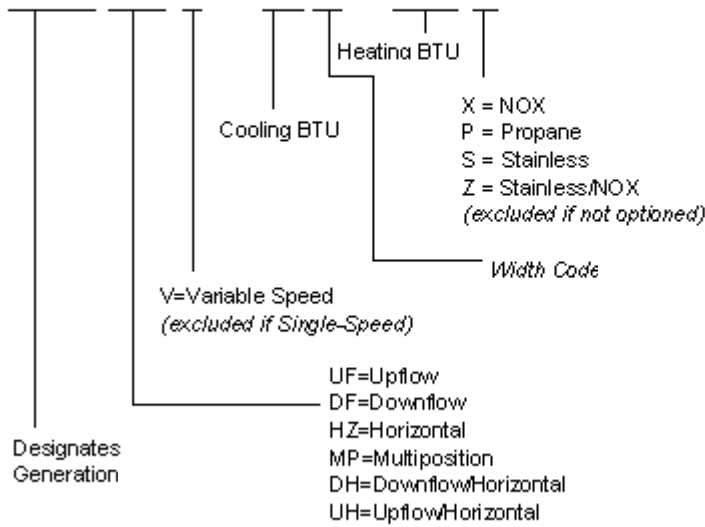 Heating BTU
X = NOX
P = Propane
S = Stainless
Z = Stainless/NOX
(excluded if not optioned)
Cooling BTU
Width Code
V=Variable Speed
(excluded if Single-Speed)
UF=Upflow
DF=Downflow
HZ=Horizontal
MP=Multiposition
DH=Downflow/Horizontal
UH=Upflow/Horizontal
Designates
Generation